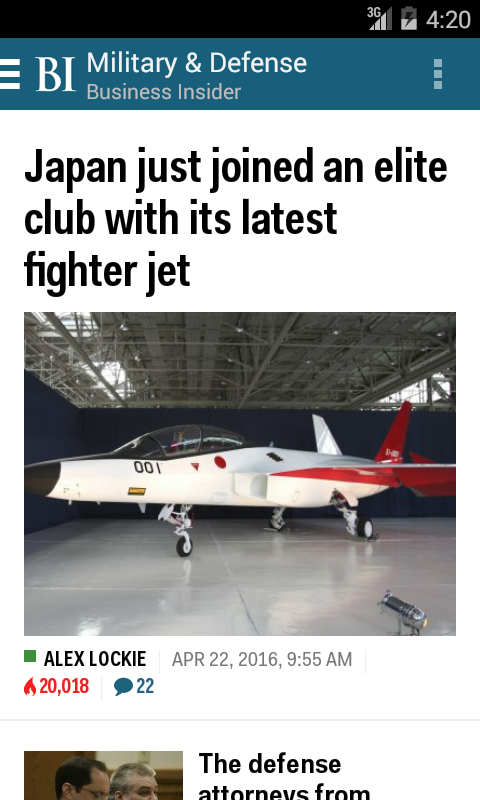 3G 4:20
BI Military & Defense
Business Insider
Japan just joined an elite
club with its latest
fighter jet
001
ALEX LOCKIE APR 22, 2016, 9:55 AM
20,018 22
The defense
attorneys from